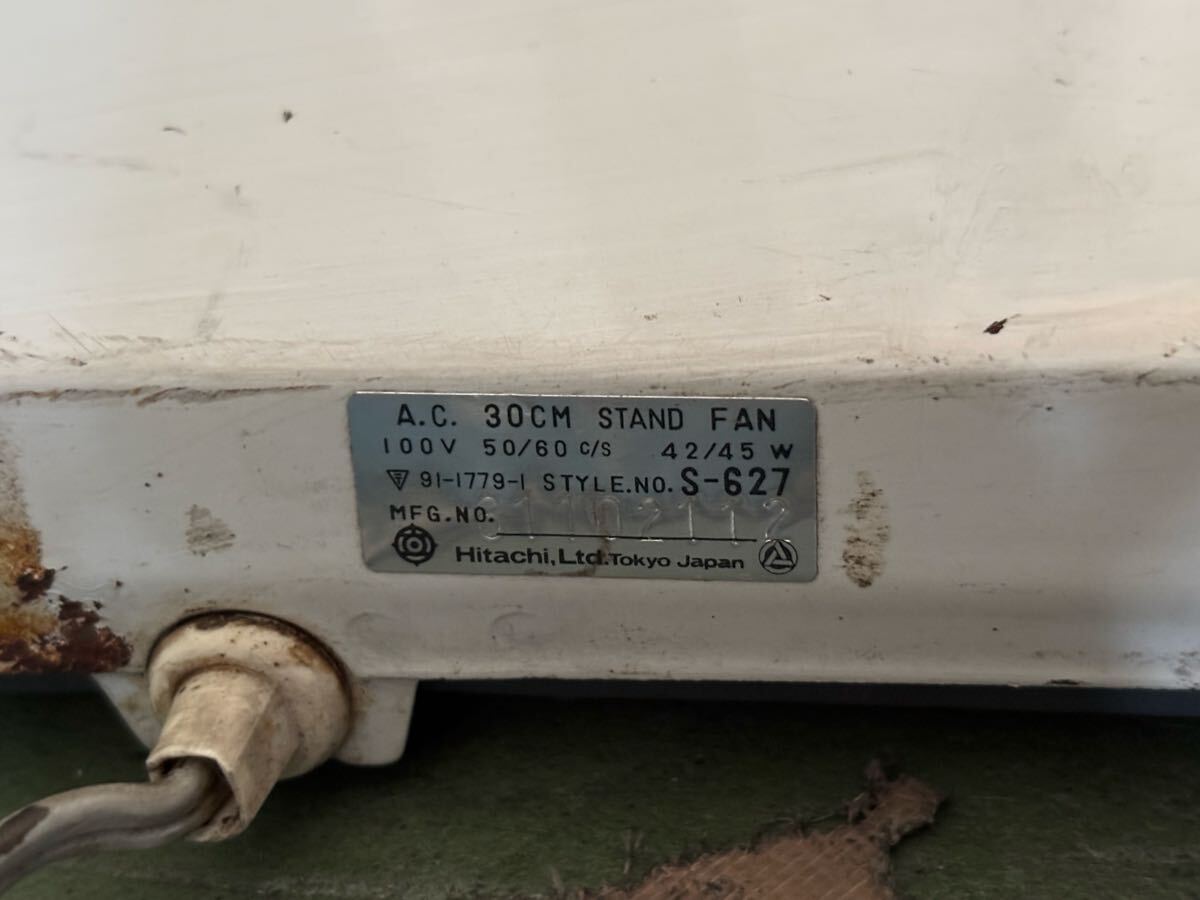 A.C. 30CM STAND FAN
100V 50/60 C/S 42/45 W
91-1779-1 STYLE.NO. S-627
MFG.NO.
Hitachi,Ltd.Tokyo Japan